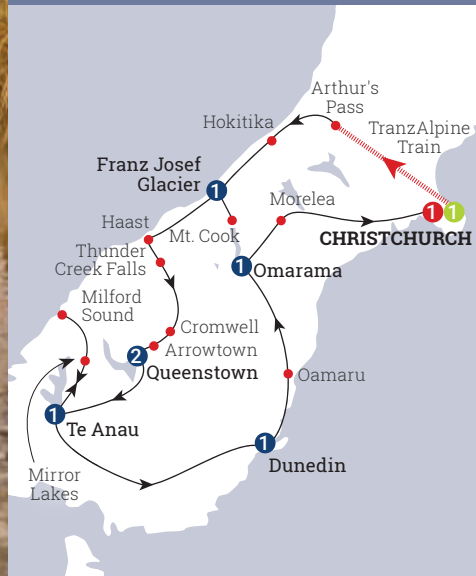 Arthur's
Pass
Hokitika
TranzAlpine
Train
Franz Josef
Glacier
1
Morelea
1
1
CHRISTCHURCH
Haast
Mt. Cook
Thunder
Creek Falls
1
Omarama
Milford
Sound
Cromwell
Arrowtown
2
Queenstown
Oamaru
1
Te Anau
1
Dunedin
Mirror
Lakes